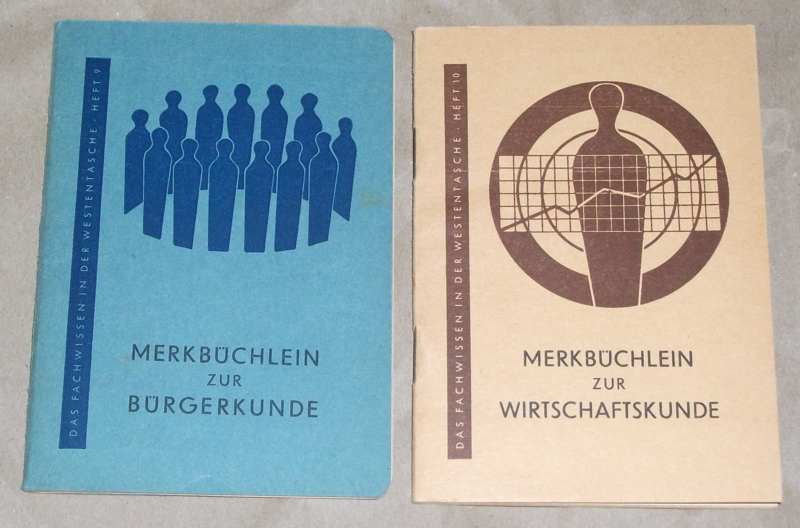 DAS FACHWISSEN IN DER WESTENTASCHE · HEFT 9
MERKBÜCHLEIN
ZUR
BÜRGERKUNDE
DAS FACHWISSEN IN DER WESTENTASCHE · HEFT 10
MERKBÜCHLEIN
ZUR
WIRTSCHAFTSKUNDE